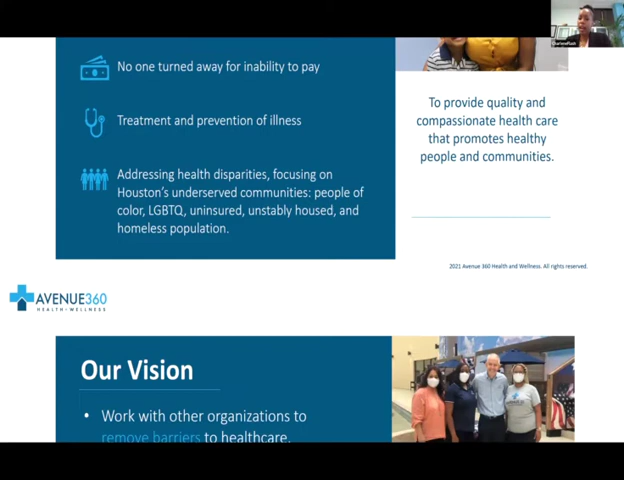 CharleneFlash
No one turned away for inability to pay
Treatment and prevention of illness
Addressing health disparities, focusing on
Houston's underserved communities: people of
color, LGBTQ, uninsured, unstably housed, and
homeless population.
To provide quality and
compassionate health care
that promotes healthy
people and communities.
2021 Avenue 360 Health and Wellness. All rights reserved.
AVENUE360
HEALTH+WELLNESS
Our Vision
• Work with other organizations to
remove barriers to healthcare.